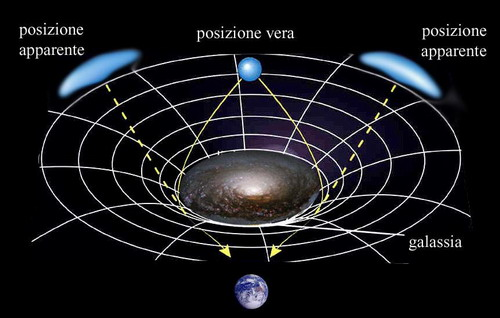 posizione
apparente
posizione vera
posizione
apparente
galassia